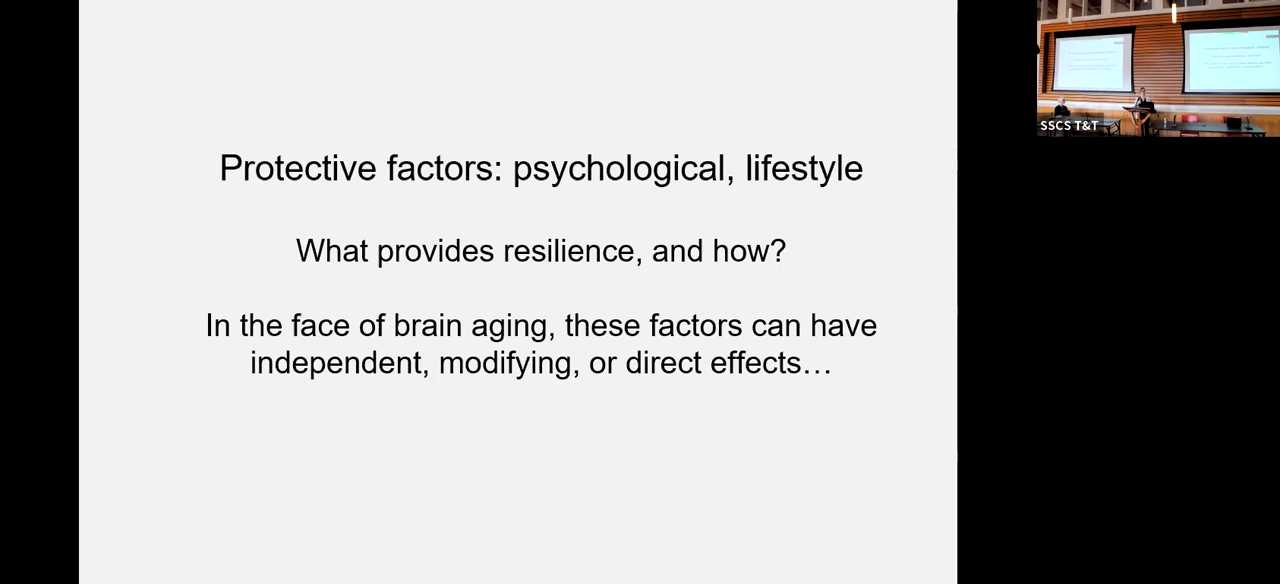 Protective factors: psychological, lifestyle
What provides resilience, and how?
In the face of brain aging, these factors can have
independent, modifying, or direct effects…
SSCS T&T